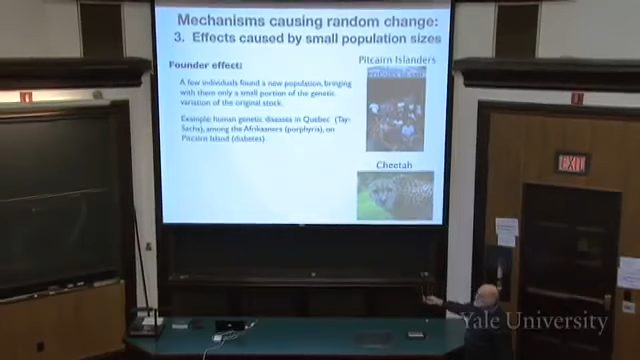 Mechanisms causing random change:
3. Effects caused by small population sizes
Founder effect:
A few individuals found a new population, bringing
with them only a small portion of the genetic
variation of the original stock.
Example: human genetic diseases in Quebec (Tay-
Sachs), among the Afrikaaners (porphyria), on
Pitcairn Island (diabetes).
Pitcairn Islanders
Cheetah
EXIT
Yale University